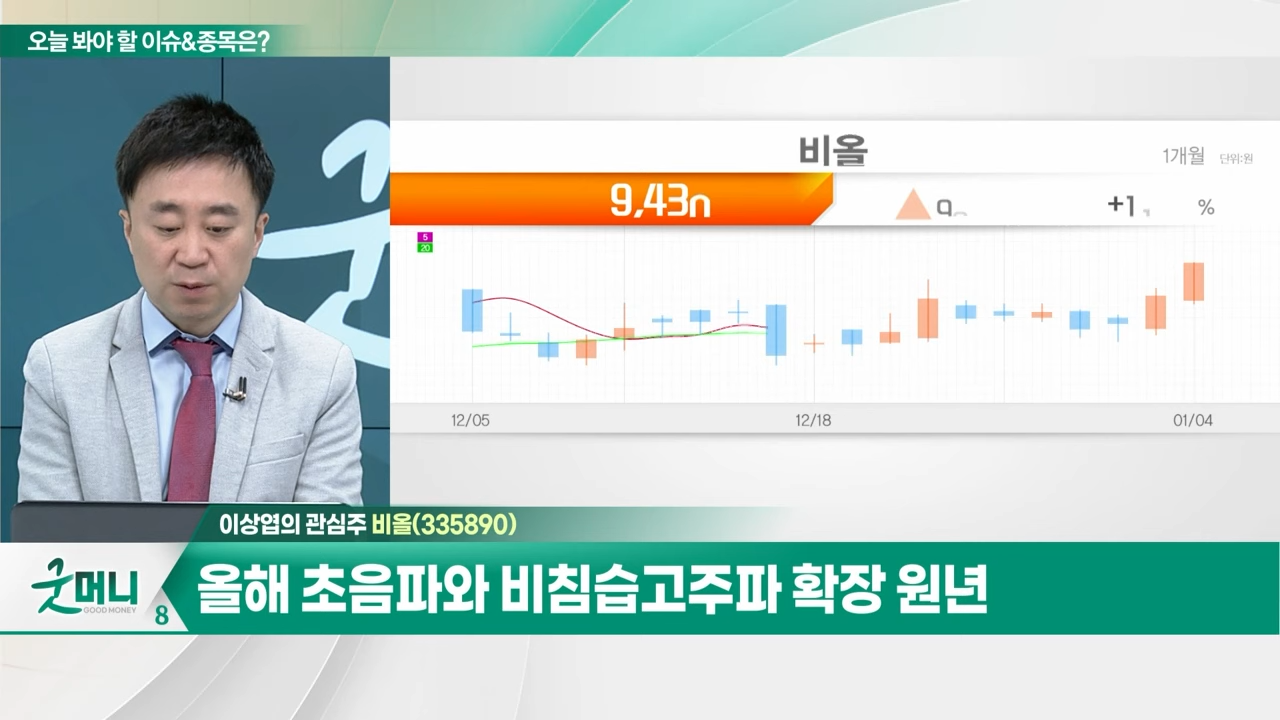 오늘 봐야 할 이슈&종목은?
비올
1개월 단위:원
%
5
20
12/05 12/18 01/04
이상엽의 관심주 비올(335890)
굿머니
GOOD MONEY
8
올해 초음파와 비침습고주파 확장 원년